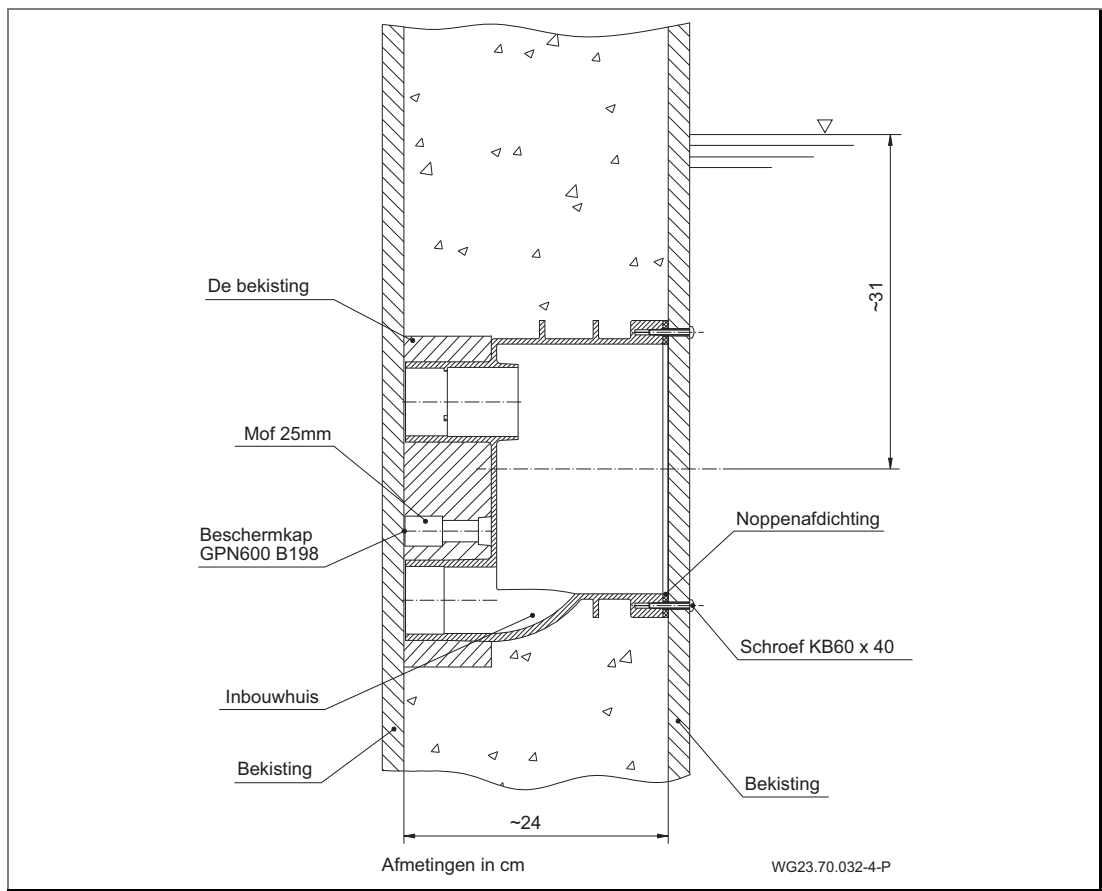 De bekisting
~31
Mof 25mm
Noppenafdichting
Beschermkap
GPN600 B198
Schroef KB60 x 40
Inbouwhuis
Bekisting
Bekisting
~24
Afmetingen in cm
WG23.70.032-4-P